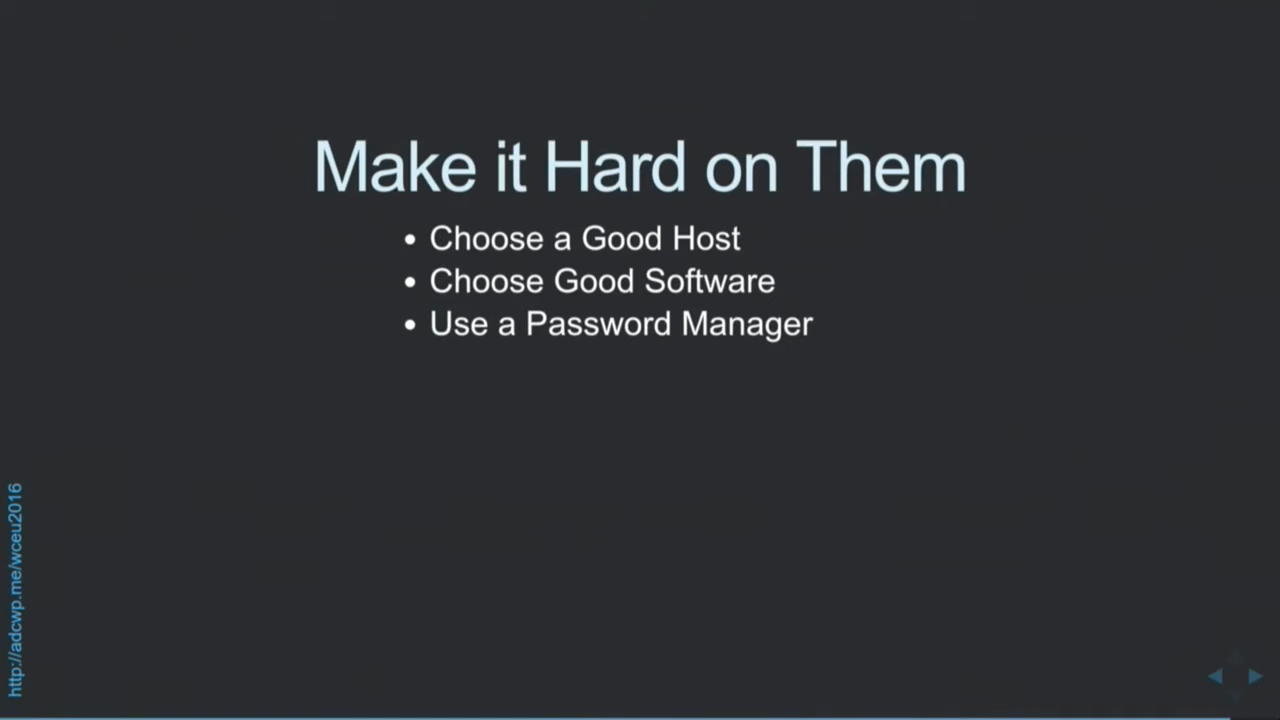 Make it Hard on Them
• Choose a Good Host
• Choose Good Software
• Use a Password Manager
http://adcwp.me/wceu2016